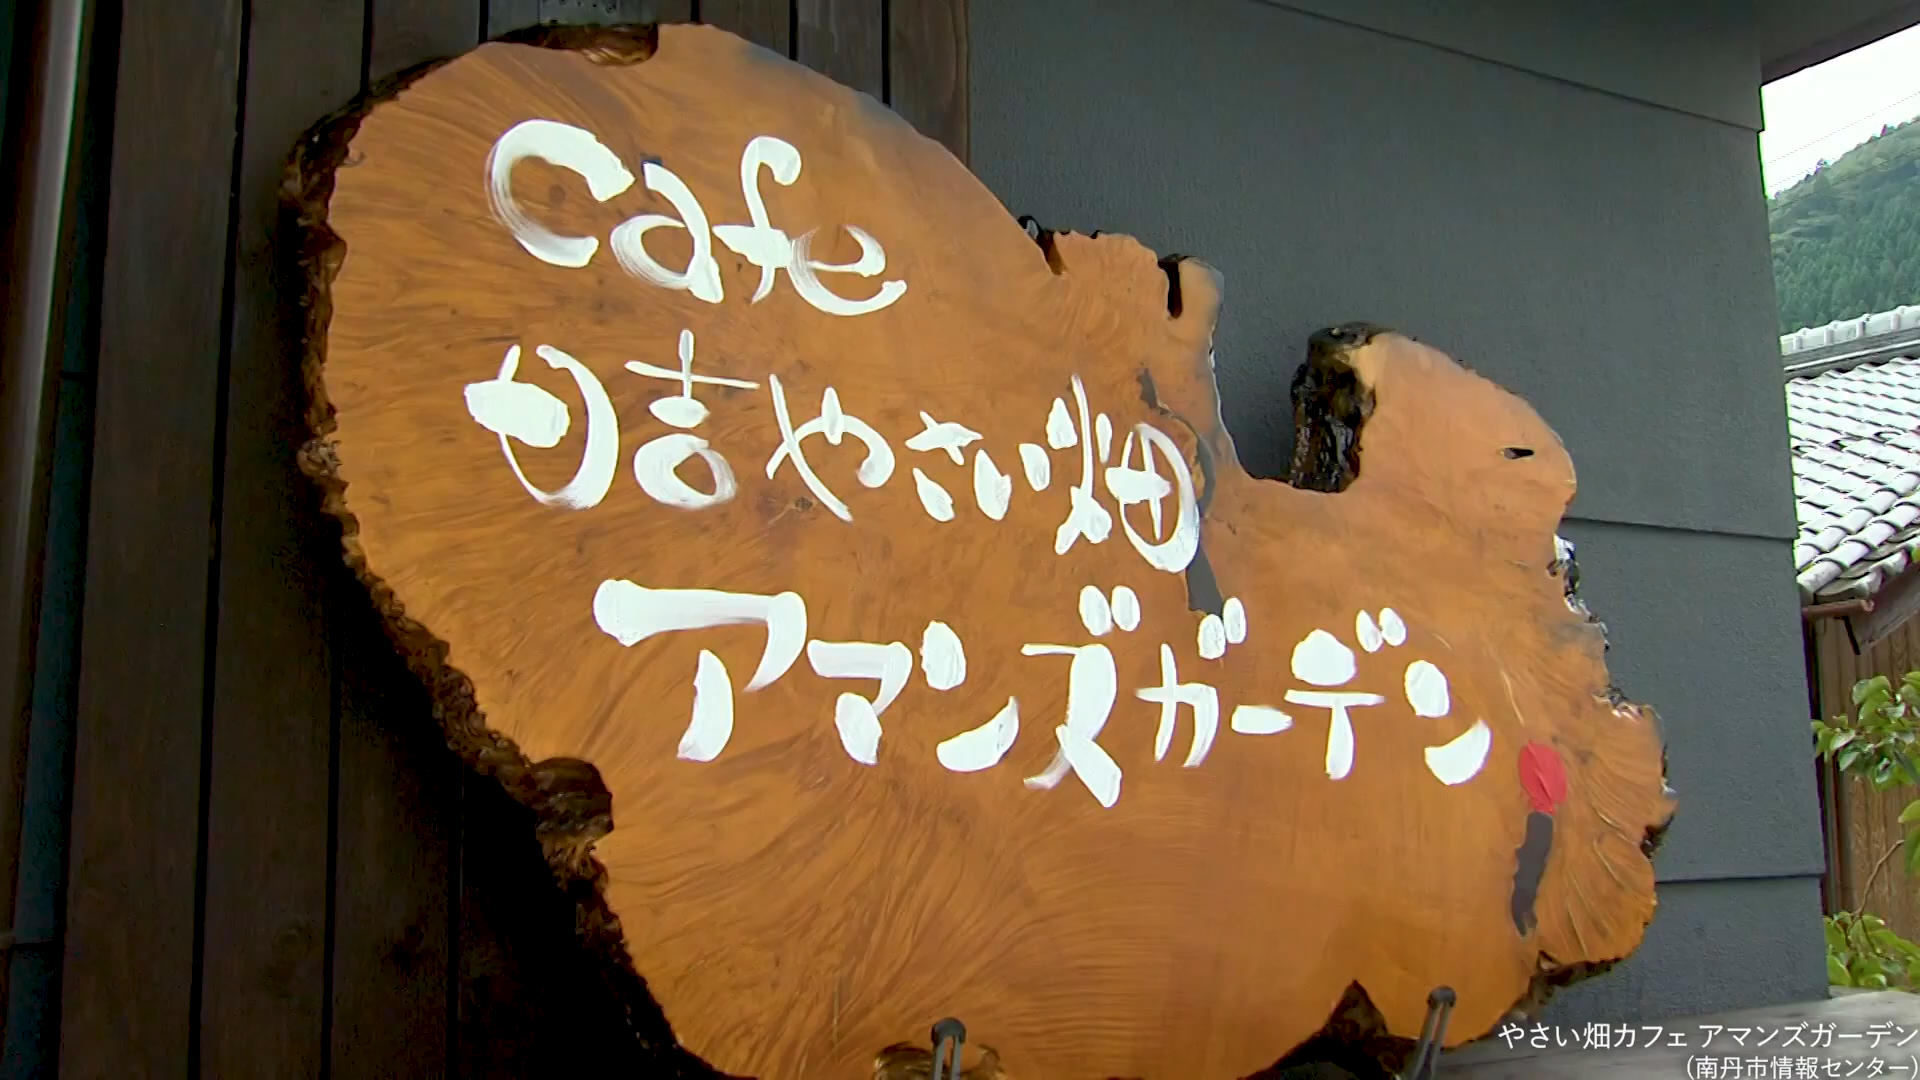 cafe
日吉やさい畑
アマンズガーデン
やさい畑カフェ アマンズガーデン
(南丹市情報センター)